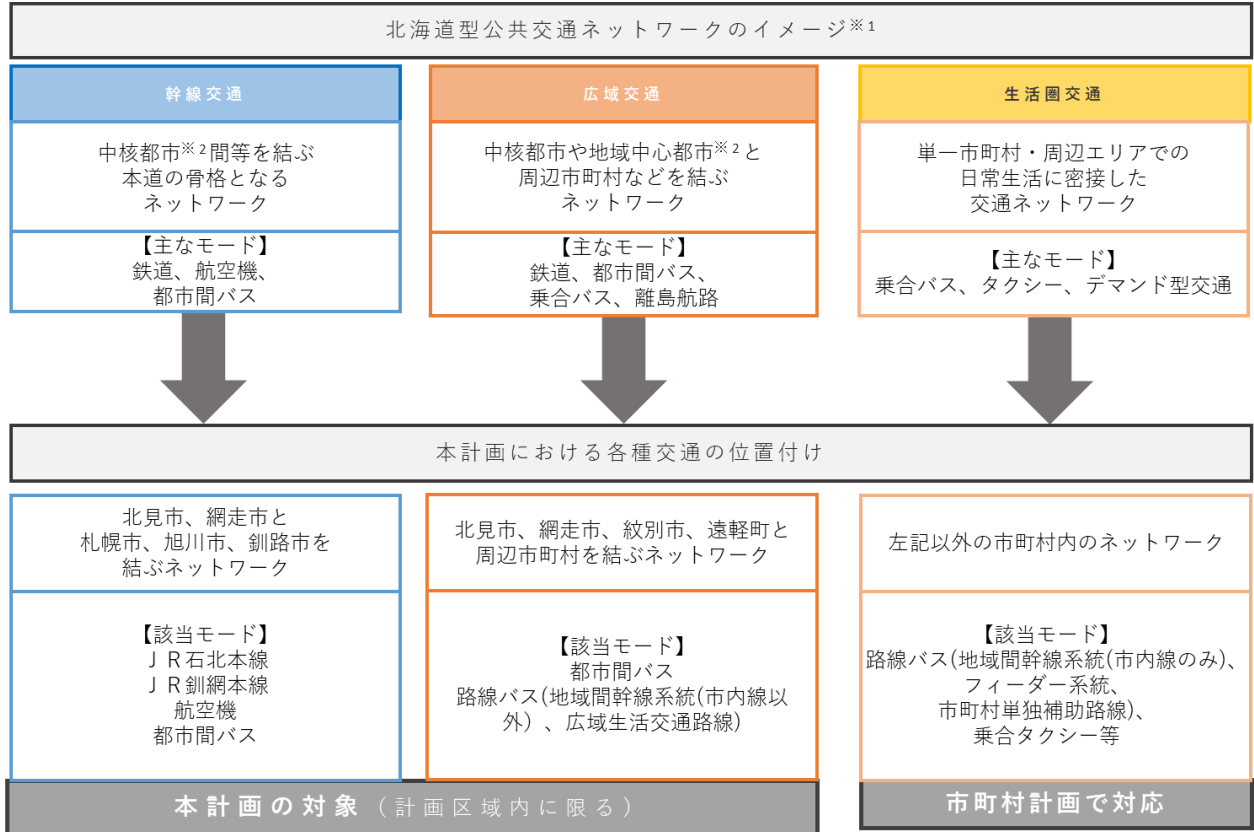 北海道型公共交通ネットワークのイメージ※1
幹線交通
中核都市※2間等を結ぶ
本道の骨格となる
ネットワーク
【主なモード】
鉄道、航空機、
都市間バス
広域交通
中核都市や地域中心都市※2と
周辺市町村などを結ぶ
ネットワーク
【主なモード】
鉄道、都市間バス、
乗合バス、離島航路
生活圏交通
単一市町村・周辺エリアでの
日常生活に密接した
交通ネットワーク
【主なモード】
乗合バス、タクシー、デマンド型交通
本計画における各種交通の位置付け
北見市、網走市と
札幌市、旭川市、釧路市を
結ぶネットワーク
【該当モード】
ＪＲ石北本線
ＪＲ釧網本線
航空機
都市間バス
北見市、網走市、紋別市、遠軽町と
周辺市町村を結ぶネットワーク
【該当モード】
都市間バス
路線バス(地域間幹線系統(市内線以
外）、広域生活交通路線)
左記以外の市町村内のネットワーク
【該当モード】
路線バス(地域間幹線系統(市内線のみ)、
フィーダー系統、
市町村単独補助路線)、
乗合タクシー等
本計画の対象（計画区域内に限る）
市町村計画で対応